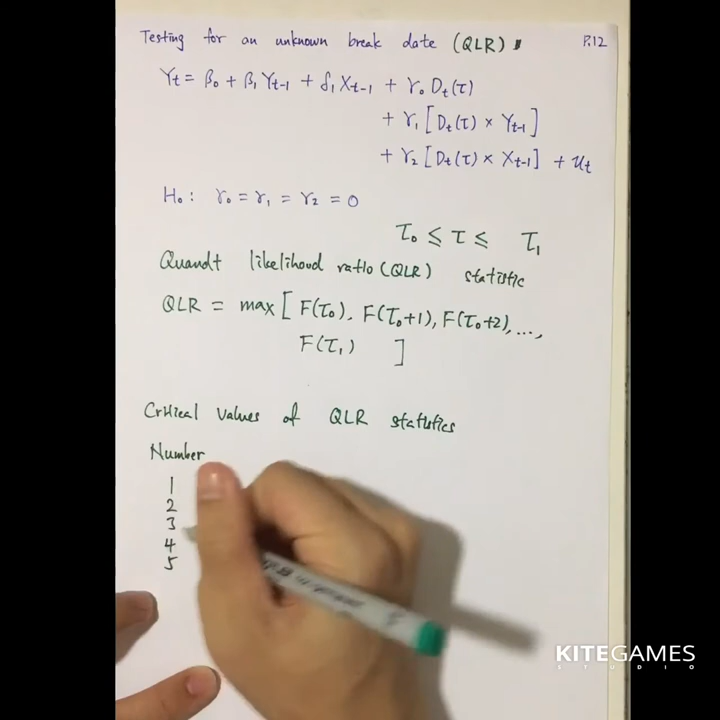 Testing for an unknown break date (QLR) P.12
Yt = β0 + β1 Yt-1 + δ1 Xt-1 + γ0 Dt(τ)
+ γ1 [Dt(τ) × Yt-1]
+ γ2 [Dt(τ) × Xt-1] + ut
H0: γ0 = γ1 = γ2 = 0
τ0 ≤ τ ≤ τ1
Quandt likelihood ratio (QLR) statistic
QLR = max [ F(τ0), F(τ0+1), F(τ0+2), ...,
F(τ1) ]
Critical values of QLR statistics
Number
1
2
3
4
5
KITEGAMES
STUDIO